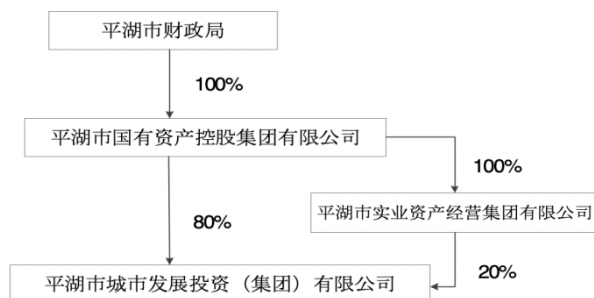 平湖市财政局
100%
平湖市国有资产控股集团有限公司
100%
80%
平湖市实业资产经营集团有限公司
20%
平湖市城市发展投资（集团）有限公司